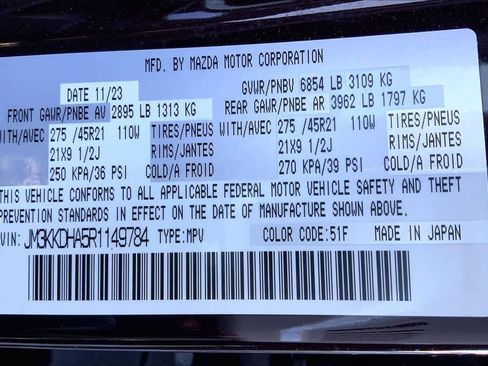 MFD. BY MAZDA MOTOR CORPORATION
DATE 11/23 GVWR/PNBV 6854 LB 3109 KG
FRONT GAWR/PNBE AV 2895 LB 1313 KG REAR GAWR/PNBE AR 3962 LB 1797 KG
WITH/AVEC 275 /45R21 110W TIRES/PNEUS WITH/AVEC 275 /45R21 110W TIRES/PNEUS
21X9 1/2J RIMS/JANTES 21X9 1/2J RIMS/JANTES
250 KPA/36 PSI COLD/A FROID 270 KPA/39 PSI COLD/A FROID
THIS VEHICLE CONFORMS TO ALL APPLICABLE FEDERAL MOTOR VEHICLE SAFETY AND THEFT
PREVENTION STANDARDS IN EFFECT ON THE DATE OF MANUFACTURE SHOWN ABOVE.
VIN: JM3KKDHA5R1149784 TYPE:MPV COLOR CODE:51F MADE IN JAPAN